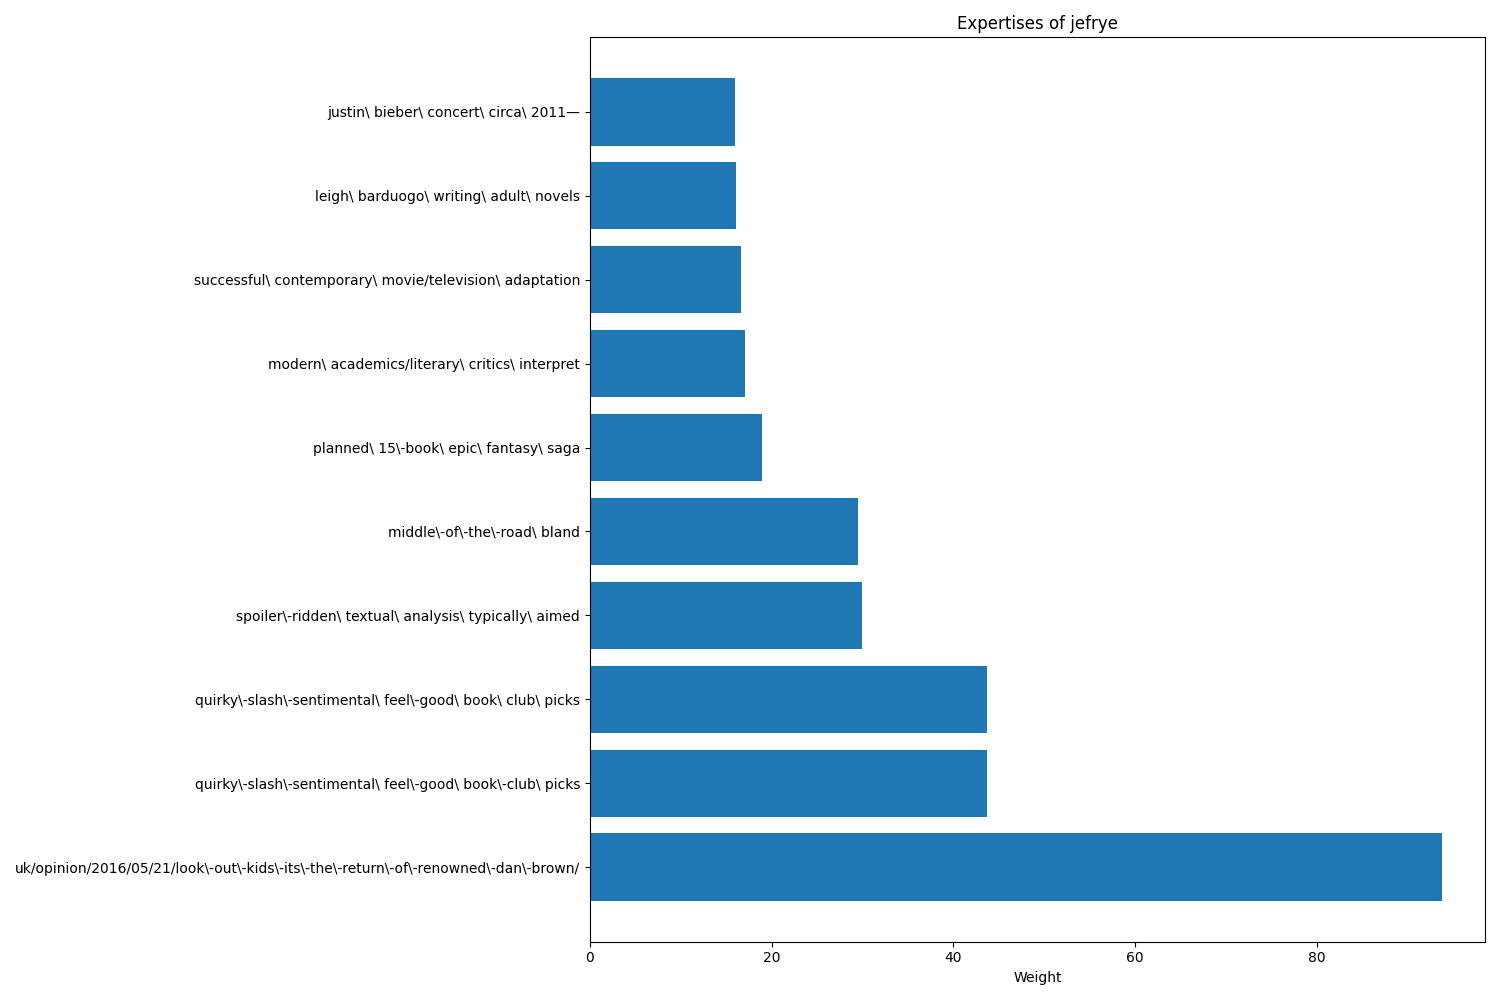 Expertises of jefrye
justin\ bieber\ concert\ circa\ 2011—
leigh\ barduogo\ writing\ adult\ novels
successful\ contemporary\ movie/television\ adaptation
modern\ academics/literary\ critics\ interpret
planned\ 15\-book\ epic\ fantasy\ saga
middle\-of\-the\-road\ bland
spoiler\-ridden\ textual\ analysis\ typically\ aimed
quirky\-slash\-sentimental\ feel\-good\ book\ club\ picks
quirky\-slash\-sentimental\ feel\-good\ book\-club\ picks
uk/opinion/2016/05/21/look\-out\-kids\-its\-the\-return\-of\-renowned\-dan\-brown/
0 20 40 60 80
Weight